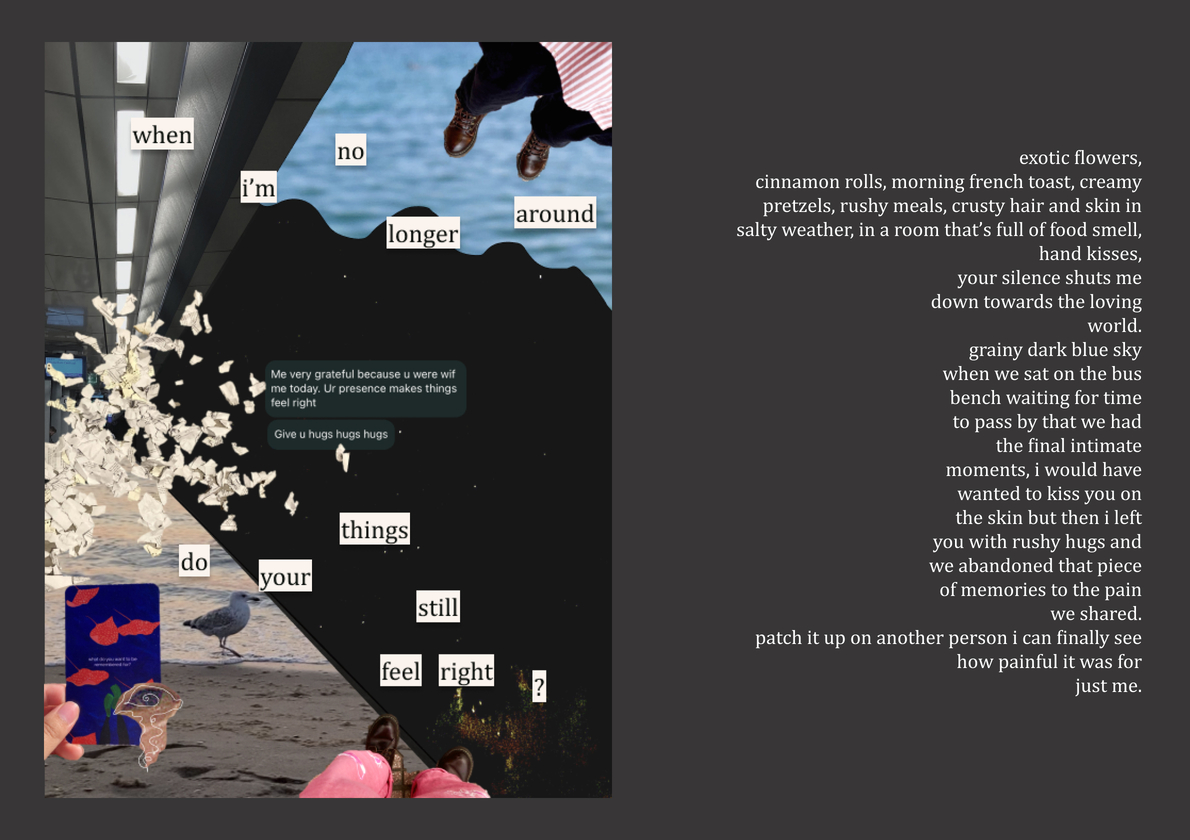 when
i’m
no
longer
around
Me very grateful because u were wif
me today. Ur presence makes things
feel right
Give u hugs hugs hugs
do
your
things
still
feel
right
?
what do you want to be
remembered for?
exotic flowers,
cinnamon rolls, morning french toast, creamy
pretzels, rushy meals, crusty hair and skin in
salty weather, in a room that’s full of food smell,
hand kisses,
your silence shuts me
down towards the loving
world.
grainy dark blue sky
when we sat on the bus
bench waiting for time
to pass by that we had
the final intimate
moments, i would have
wanted to kiss you on
the skin but then i left
you with rushy hugs and
we abandoned that piece
of memories to the pain
we shared.
patch it up on another person i can finally see
how painful it was for
just me.